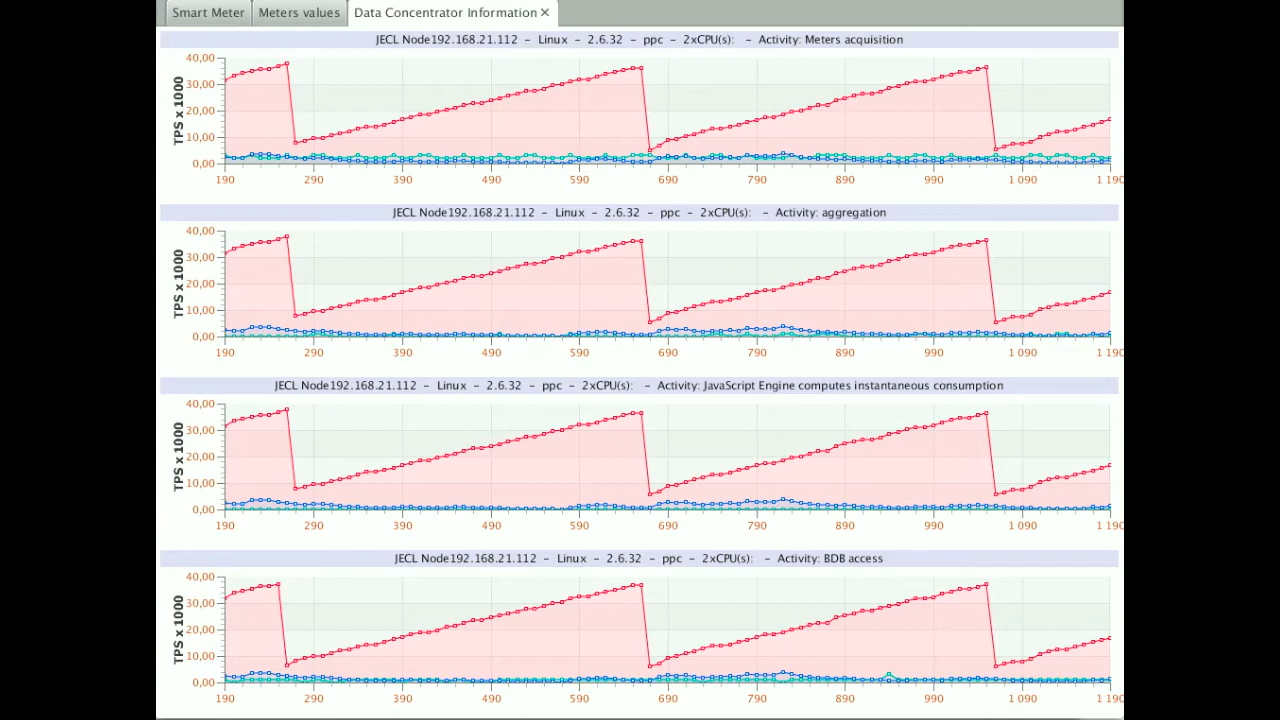 Smart Meter Meters values Data Concentrator Information ✕
JECL Node192.168.21.112 - Linux - 2.6.32 - ppc - 2xCPU(s): - Activity: Meters acquisition
TPS x 1000
40,00
30,00
20,00
10,00
0,00
190 290 390 490 590 690 790 890 990 1 090 1 190
JECL Node192.168.21.112 - Linux - 2.6.32 - ppc - 2xCPU(s): - Activity: aggregation
TPS x 1000
40,00
30,00
20,00
10,00
0,00
190 290 390 490 590 690 790 890 990 1 090 1 190
JECL Node192.168.21.112 - Linux - 2.6.32 - ppc - 2xCPU(s): - Activity: JavaScript Engine computes instantaneous consumption
TPS x 1000
40,00
30,00
20,00
10,00
0,00
190 290 390 490 590 690 790 890 990 1 090 1 190
JECL Node192.168.21.112 - Linux - 2.6.32 - ppc - 2xCPU(s): - Activity: BDB access
TPS x 1000
40,00
30,00
20,00
10,00
0,00
190 290 390 490 590 690 790 890 990 1 090 1 190